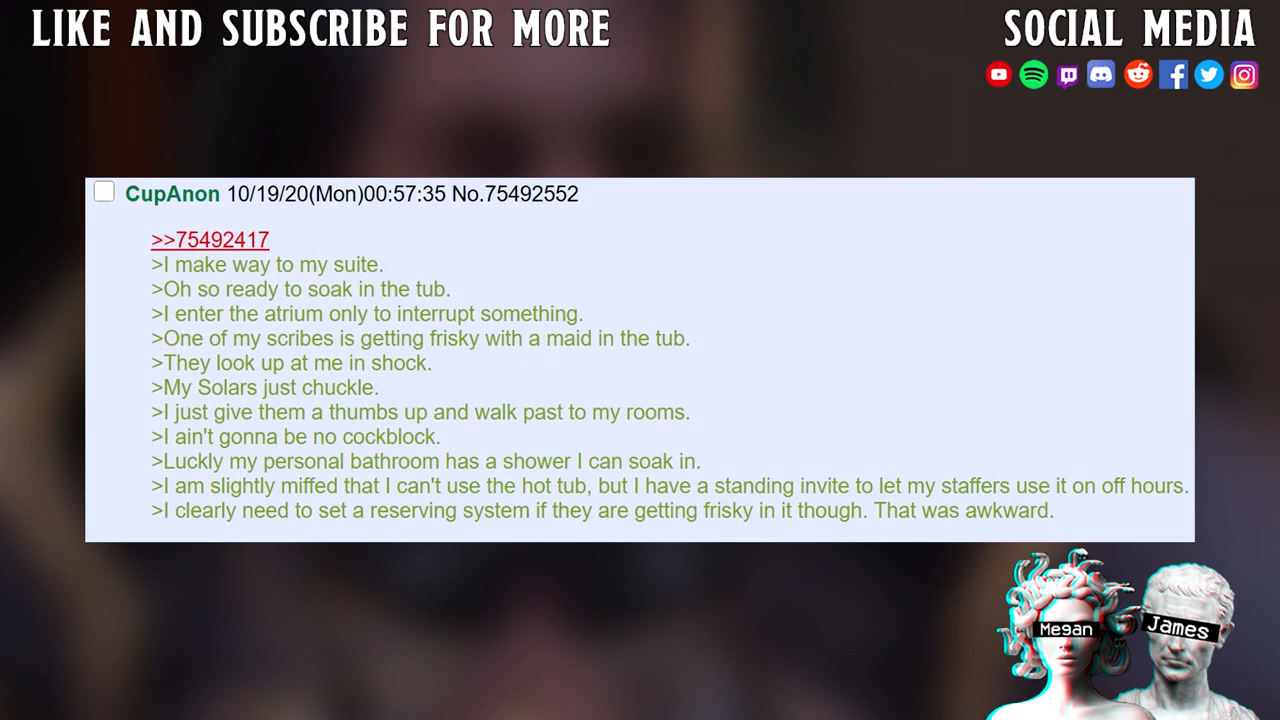 LIKE AND SUBSCRIBE FOR MORE
SOCIAL MEDIA
CupAnon 10/19/20(Mon)00:57:35 No.75492552
>>75492417
>I make way to my suite.
>Oh so ready to soak in the tub.
>I enter the atrium only to interrupt something.
>One of my scribes is getting frisky with a maid in the tub.
>They look up at me in shock.
>My Solars just chuckle.
>I just give them a thumbs up and walk past to my rooms.
>I ain't gonna be no cockblock.
>Luckly my personal bathroom has a shower I can soak in.
>I am slightly miffed that I can't use the hot tub, but I have a standing invite to let my staffers use it on off hours.
>I clearly need to set a reserving system if they are getting frisky in it though. That was awkward.
Megan
James